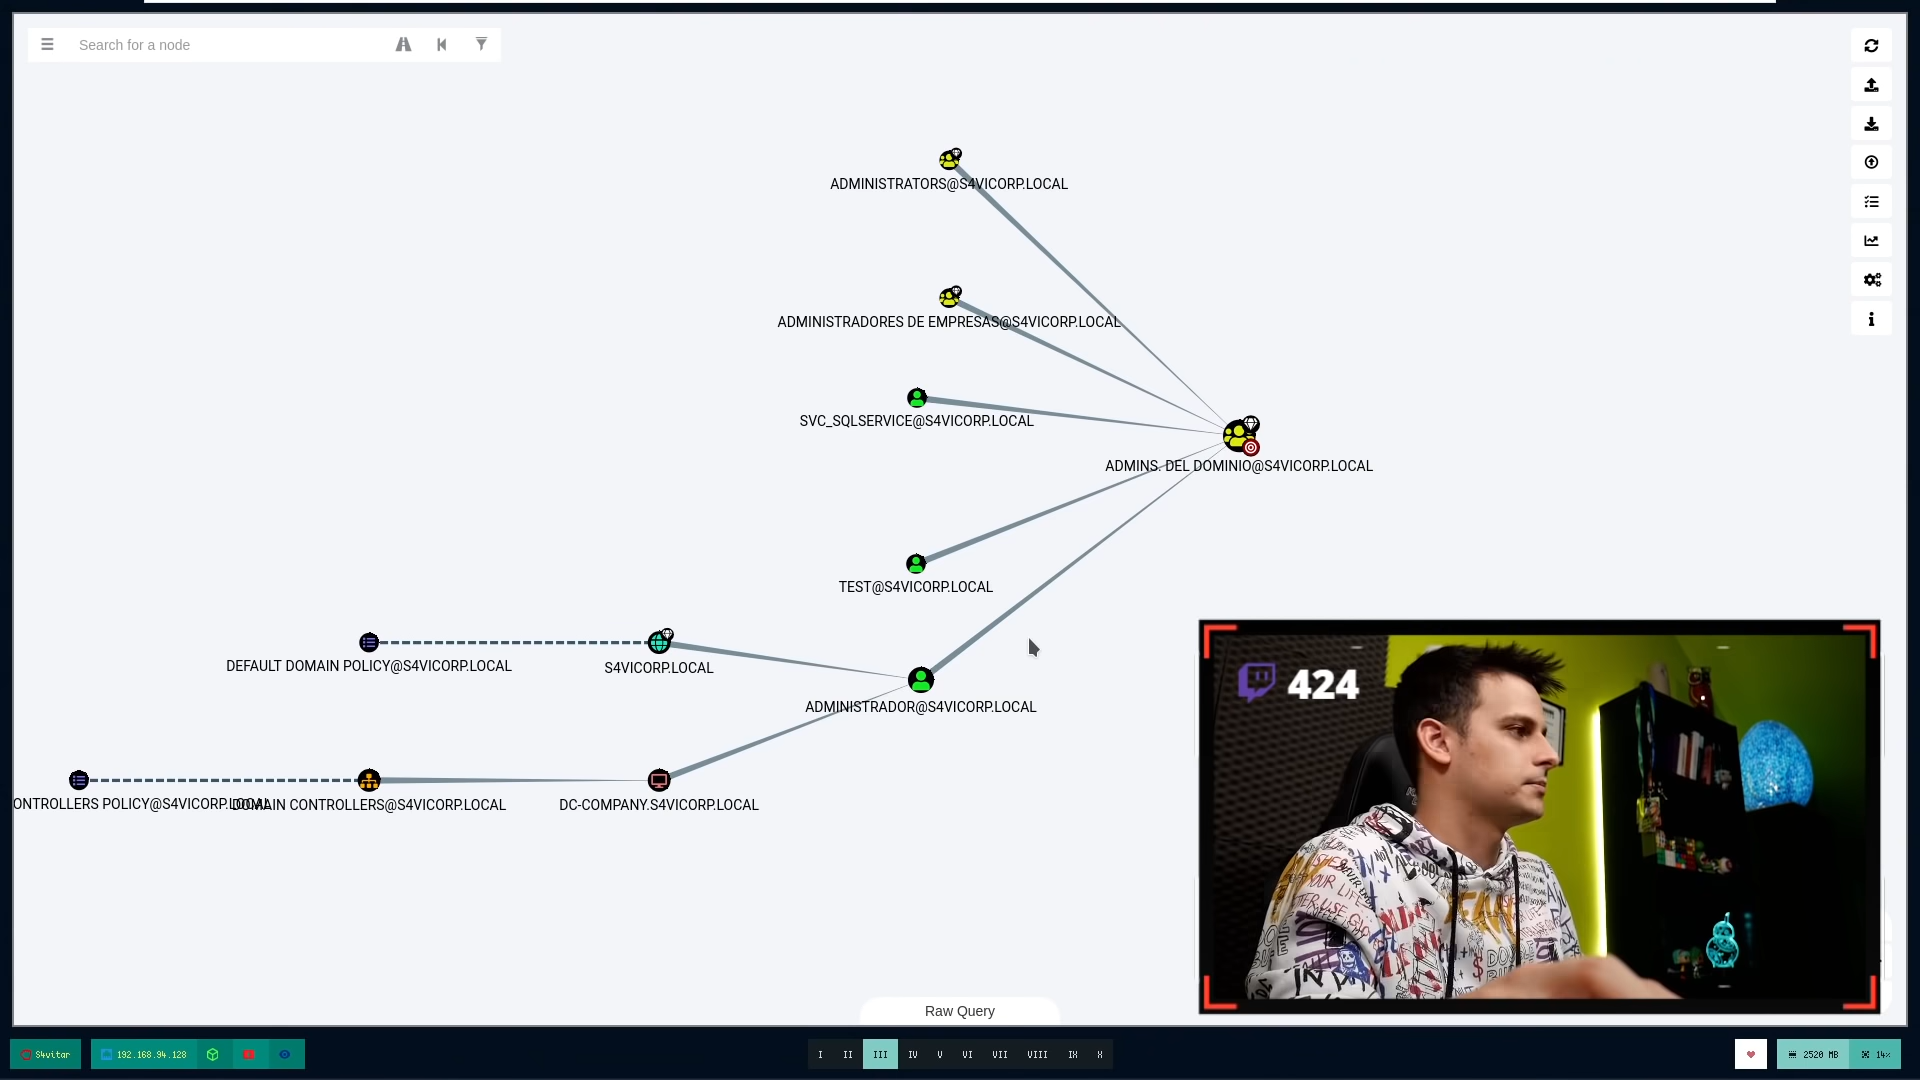 Search for a node
ADMINISTRATORS@S4VICORP.LOCAL
ADMINISTRADORES DE EMPRESAS@S4VICORP.LOCAL
SVC_SQLSERVICE@S4VICORP.LOCAL
ADMINS. DEL DOMINIO@S4VICORP.LOCAL
TEST@S4VICORP.LOCAL
DEFAULT DOMAIN POLICY@S4VICORP.LOCAL
S4VICORP.LOCAL
ADMINISTRADOR@S4VICORP.LOCAL
ONTROLLERS POLICY@S4VICORP.LOCAL
DOMAIN CONTROLLERS@S4VICORP.LOCAL
DC-COMPANY.S4VICORP.LOCAL
424
Raw Query
S4vitar
192.168.94.128
I II III IV V VI VII VIII IX X
2520 MB
14%